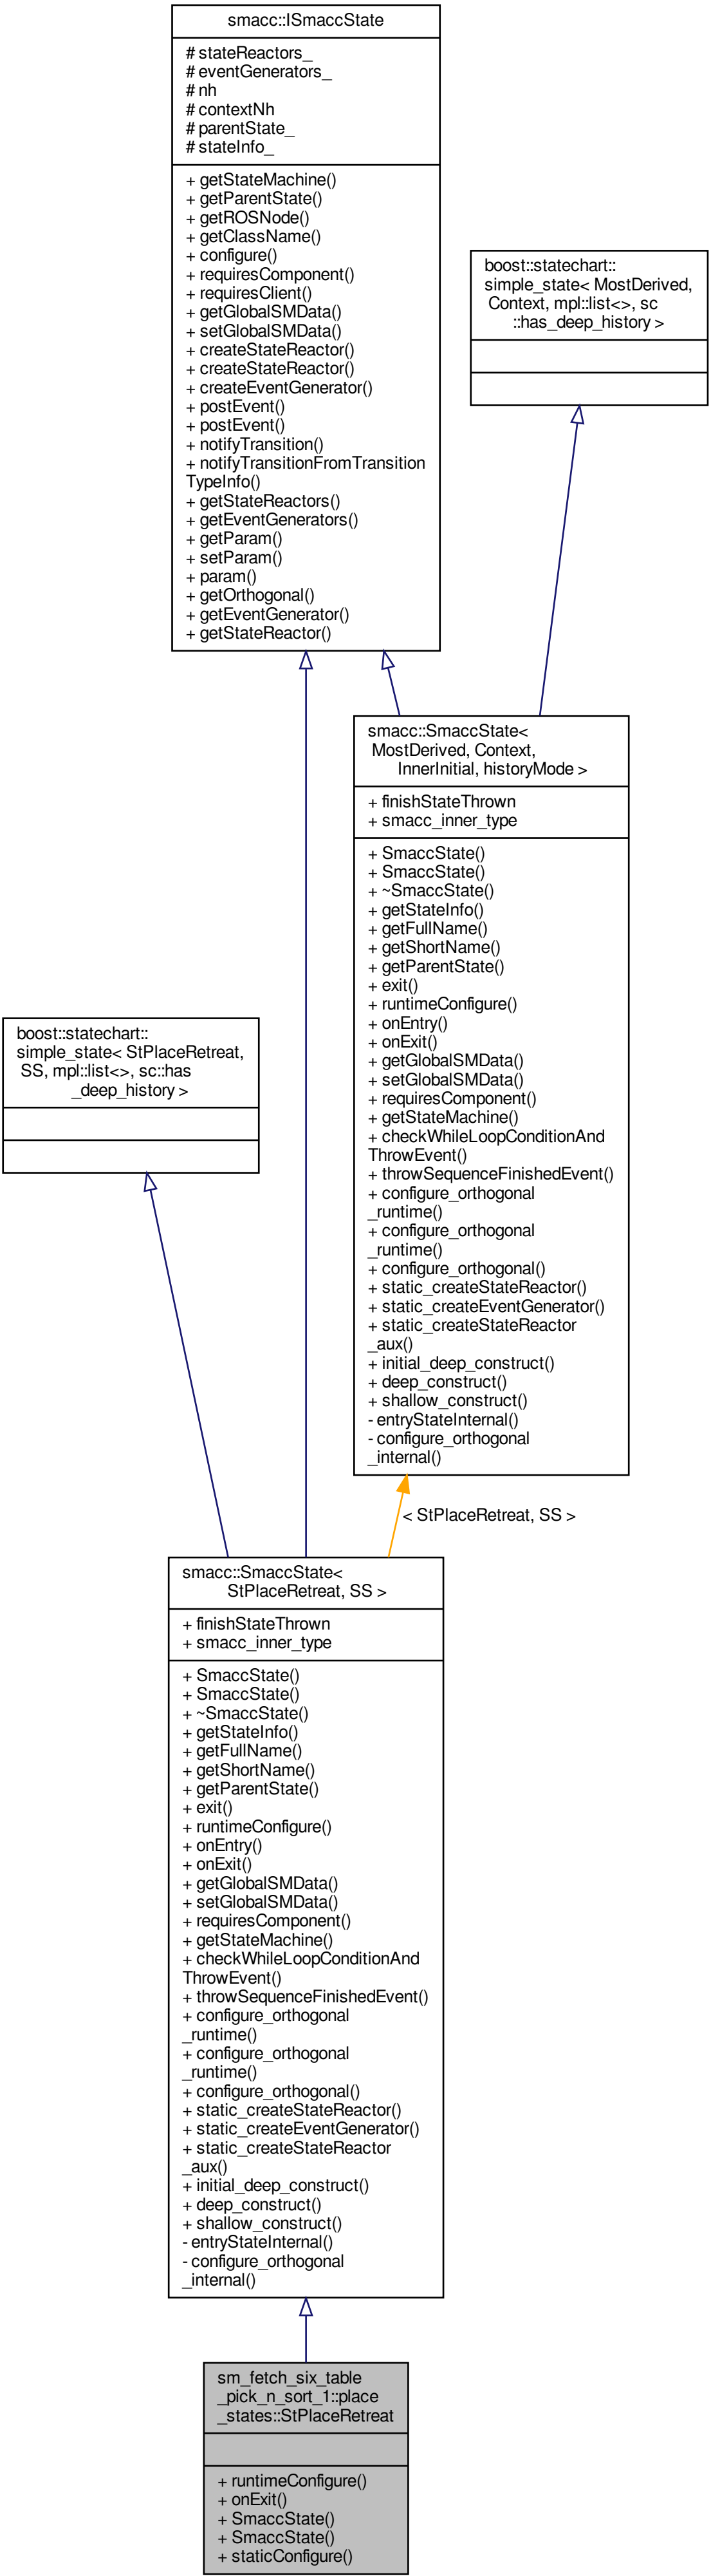 smacc::ISmaccState
# stateReactors_
# eventGenerators_
# nh
# contextNh
# parentState_
# stateInfo_
+ getStateMachine()
+ getParentState()
+ getROSNode()
+ getClassName()
+ configure()
+ requiresComponent()
+ requiresClient()
+ getGlobalSMData()
+ setGlobalSMData()
+ createStateReactor()
+ createStateReactor()
+ createEventGenerator()
+ postEvent()
+ postEvent()
+ notifyTransition()
+ notifyTransitionFromTransition
TypeInfo()
+ getStateReactors()
+ getEventGenerators()
+ getParam()
+ setParam()
+ param()
+ getOrthogonal()
+ getEventGenerator()
+ getStateReactor()
boost::statechart::
simple_state< MostDerived,
Context, mpl::list<>, sc
::has_deep_history >
smacc::SmaccState<
MostDerived, Context,
InnerInitial, historyMode >
+ finishStateThrown
+ smacc_inner_type
+ SmaccState()
+ SmaccState()
+ ~SmaccState()
+ getStateInfo()
+ getFullName()
+ getShortName()
+ getParentState()
+ exit()
+ runtimeConfigure()
+ onEntry()
+ onExit()
+ getGlobalSMData()
+ setGlobalSMData()
+ requiresComponent()
+ getStateMachine()
+ checkWhileLoopConditionAnd
ThrowEvent()
+ throwSequenceFinishedEvent()
+ configure_orthogonal
_runtime()
+ configure_orthogonal
_runtime()
+ configure_orthogonal()
+ static_createStateReactor()
+ static_createEventGenerator()
+ static_createStateReactor
_aux()
+ initial_deep_construct()
+ deep_construct()
+ shallow_construct()
- entryStateInternal()
- configure_orthogonal
_internal()
boost::statechart::
simple_state< StPlaceRetreat,
SS, mpl::list<>, sc::has
_deep_history >
< StPlaceRetreat, SS >
smacc::SmaccState<
StPlaceRetreat, SS >
+ finishStateThrown
+ smacc_inner_type
+ SmaccState()
+ SmaccState()
+ ~SmaccState()
+ getStateInfo()
+ getFullName()
+ getShortName()
+ getParentState()
+ exit()
+ runtimeConfigure()
+ onEntry()
+ onExit()
+ getGlobalSMData()
+ setGlobalSMData()
+ requiresComponent()
+ getStateMachine()
+ checkWhileLoopConditionAnd
ThrowEvent()
+ throwSequenceFinishedEvent()
+ configure_orthogonal
_runtime()
+ configure_orthogonal
_runtime()
+ configure_orthogonal()
+ static_createStateReactor()
+ static_createEventGenerator()
+ static_createStateReactor
_aux()
+ initial_deep_construct()
+ deep_construct()
+ shallow_construct()
- entryStateInternal()
- configure_orthogonal
_internal()
sm_fetch_six_table
_pick_n_sort_1::place
_states::StPlaceRetreat
+ runtimeConfigure()
+ onExit()
+ SmaccState()
+ SmaccState()
+ staticConfigure()